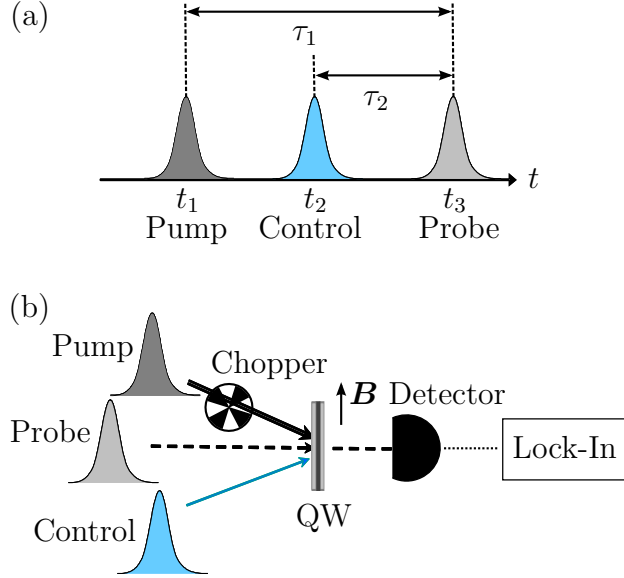 (a)
τ1
τ2
t1 t2 t3 t
Pump Control Probe
(b)
Pump
Chopper
B Detector
Probe
Lock-In
Control
QW